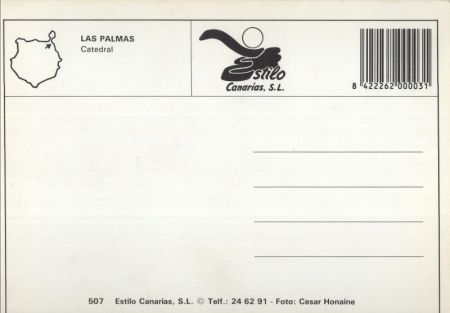 LAS PALMAS
Catedral
Estilo
Canarias, S.L.
8 422262 000031
507 Estilo Canarias, S.L. © Telf.: 24 62 91 - Foto: Cesar Honaine